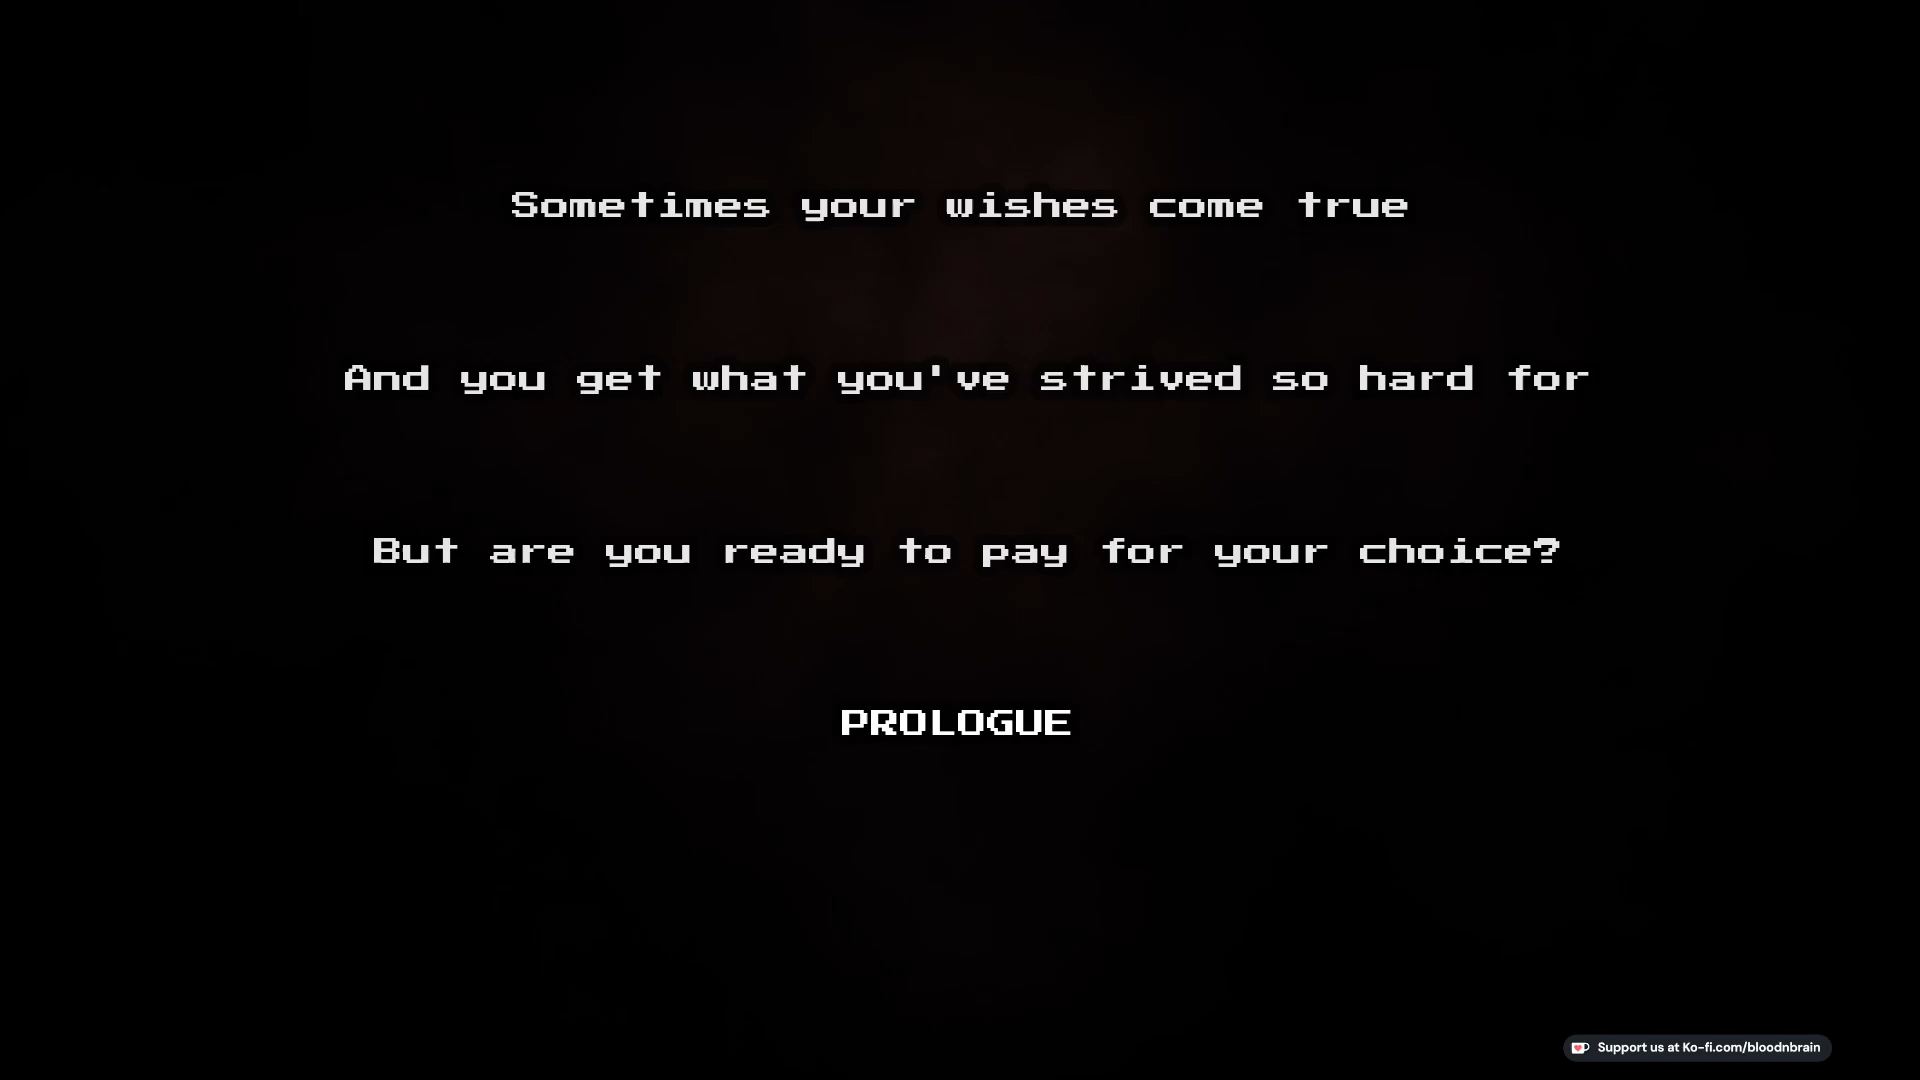 Sometimes your wishes come true
And you get what you've strived so hard for
But are you ready to pay for your choice?
PROLOGUE
Support us at Ko-fi.com/bloodnbrain